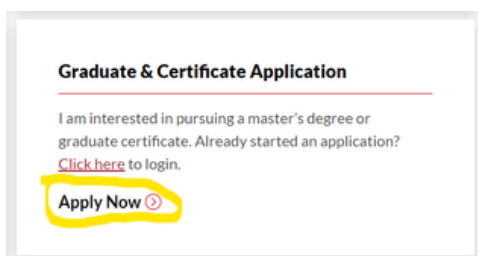 Graduate & Certificate Application
I am interested in pursuing a master's degree or
graduate certificate. Already started an application?
Click here to login.
Apply Now